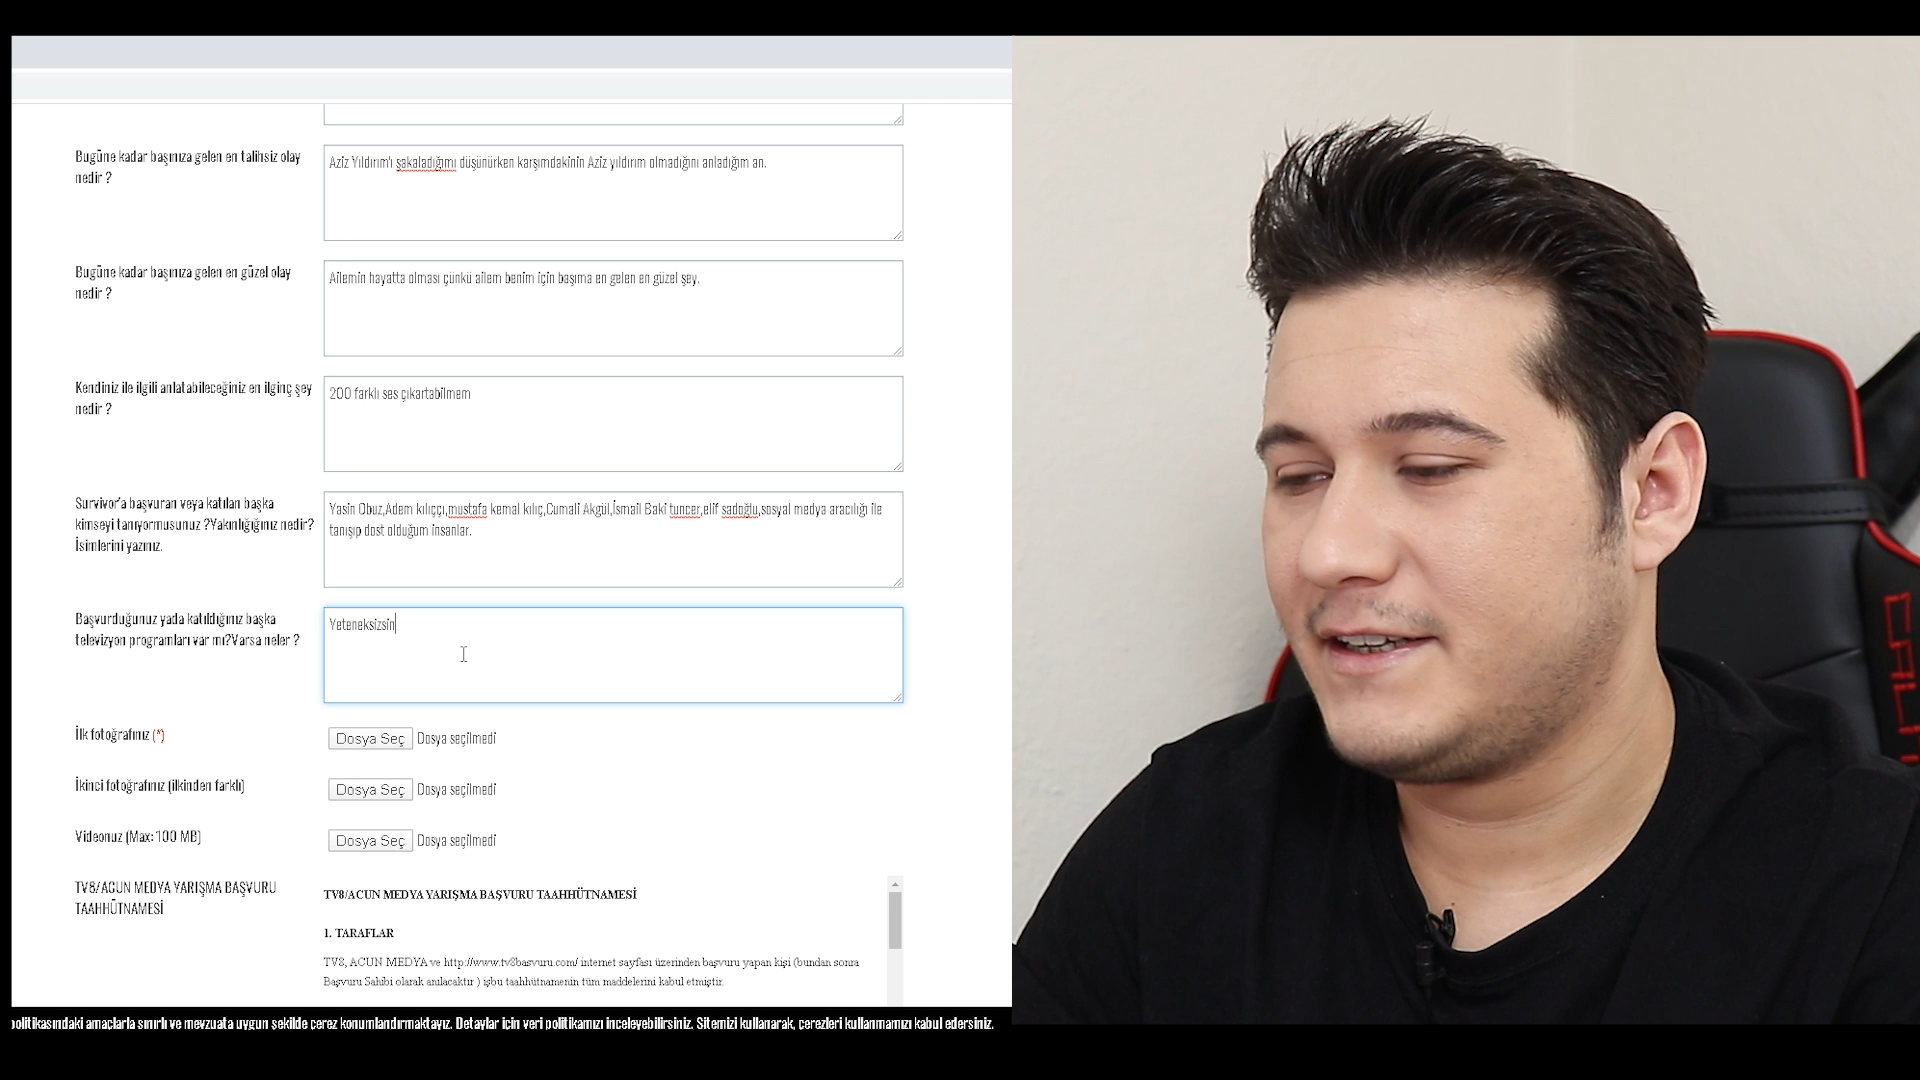 Bugüne kadar başınıza gelen en talihsiz olay
nedir ?
Aziz Yıldırım'ı şakaladığımı düşünürken karşımdakinin Aziz yıldırım olmadığını anladığım an.
Bugüne kadar başınıza gelen en güzel olay
nedir ?
Ailemin hayatta olması çünkü ailem benim için başıma en gelen en güzel şey.
Kendiniz ile ilgili anlatabileceğiniz en ilginç şey
nedir ?
200 farklı ses çıkartabilmem
Survivor'a başvuran veya katılan başka
kimseyi tanıyormusunuz ?Yakınlığığınız nedir?
İsimlerini yazınız.
Yasin Obuz,Adem kılıççı,mustafa kemal kılıç,Cumali Akgül,İsmail Baki tuncer,elif sadoğlu,sosyal medya aracılığı ile
tanışıp dost olduğum insanlar.
Başvurduğunuz yada katıldığınız başka
televizyon programları var mı?Varsa neler ?
Yeteneksizsin
İlk fotoğrafınız (*)
Dosya Seç Dosya seçilmedi
İkinci fotoğrafınız (ilkinden farklı)
Dosya Seç Dosya seçilmedi
Videonuz (Max: 100 MB)
Dosya Seç Dosya seçilmedi
TV8/ACUN MEDYA YARIŞMA BAŞVURU
TAAHHÜTNAMESİ
TV8/ACUN MEDYA YARIŞMA BAŞVURU TAAHHÜTNAMESİ
1. TARAFLAR
TV8, ACUN MEDYA ve http://www.tv8basvuru.com/ internet sayfası üzerinden başvuru yapan kişi (bundan sonra
Başvuru Sahibi olarak anılacaktır ) işbu taahhütnamenin tüm maddelerini kabul etmiştir.
politikasındaki amaçlarla sınırlı ve mevzuata uygun şekilde çerez konumlandırmaktayız. Detaylar için veri politikamızı inceleyebilirsiniz. Sitemizi kullanarak, çerezleri kullanmamızı kabul edersiniz.